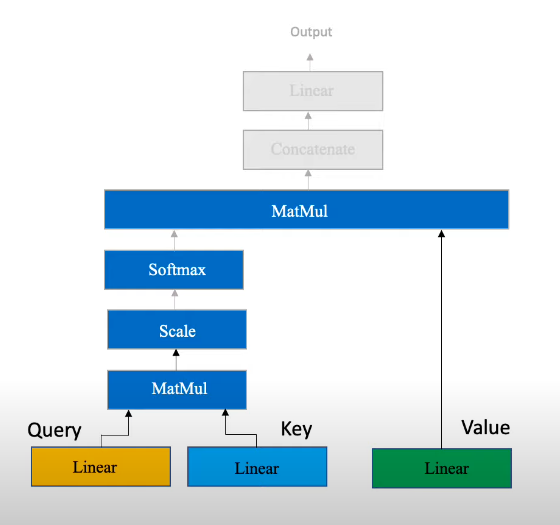 Output
Linear
Concatenate
MatMul
Softmax
Scale
MatMul
Query
Key
Value
Linear
Linear
Linear